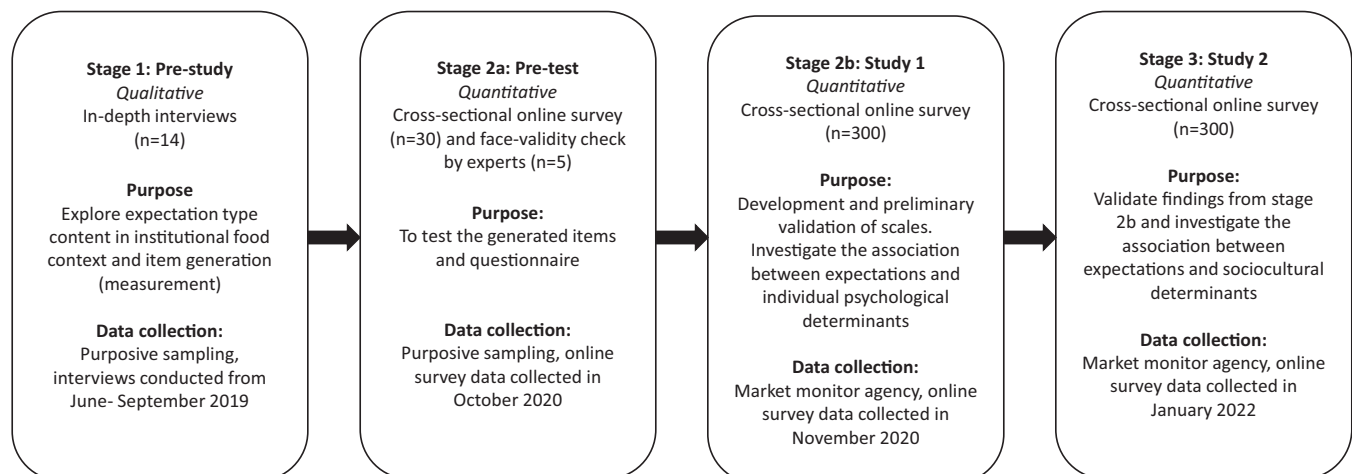 Stage 1: Pre-study
Qualitative
In-depth interviews
(n=14)
Purpose
Explore expectation type
content in institutional food
context and item generation
(measurement)
Data collection:
Purposive sampling,
interviews conducted from
June- September 2019
Stage 2a: Pre-test
Quantitative
Cross-sectional online survey
(n=30) and face-validity check
by experts (n=5)
Purpose:
To test the generated items
and questionnaire
Data collection:
Purposive sampling, online
survey data collected in
October 2020
Stage 2b: Study 1
Quantitative
Cross-sectional online survey
(n=300)
Purpose:
Development and preliminary
validation of scales.
Investigate the association
between expectations and
individual psychological
determinants
Data collection:
Market monitor agency, online
survey data collected in
November 2020
Stage 3: Study 2
Quantitative
Cross-sectional online survey
(n=300)
Purpose:
Validate findings from stage
2b and investigate the
association between
expectations and sociocultural
determinants
Data collection:
Market monitor agency, online
survey data collected in
January 2022